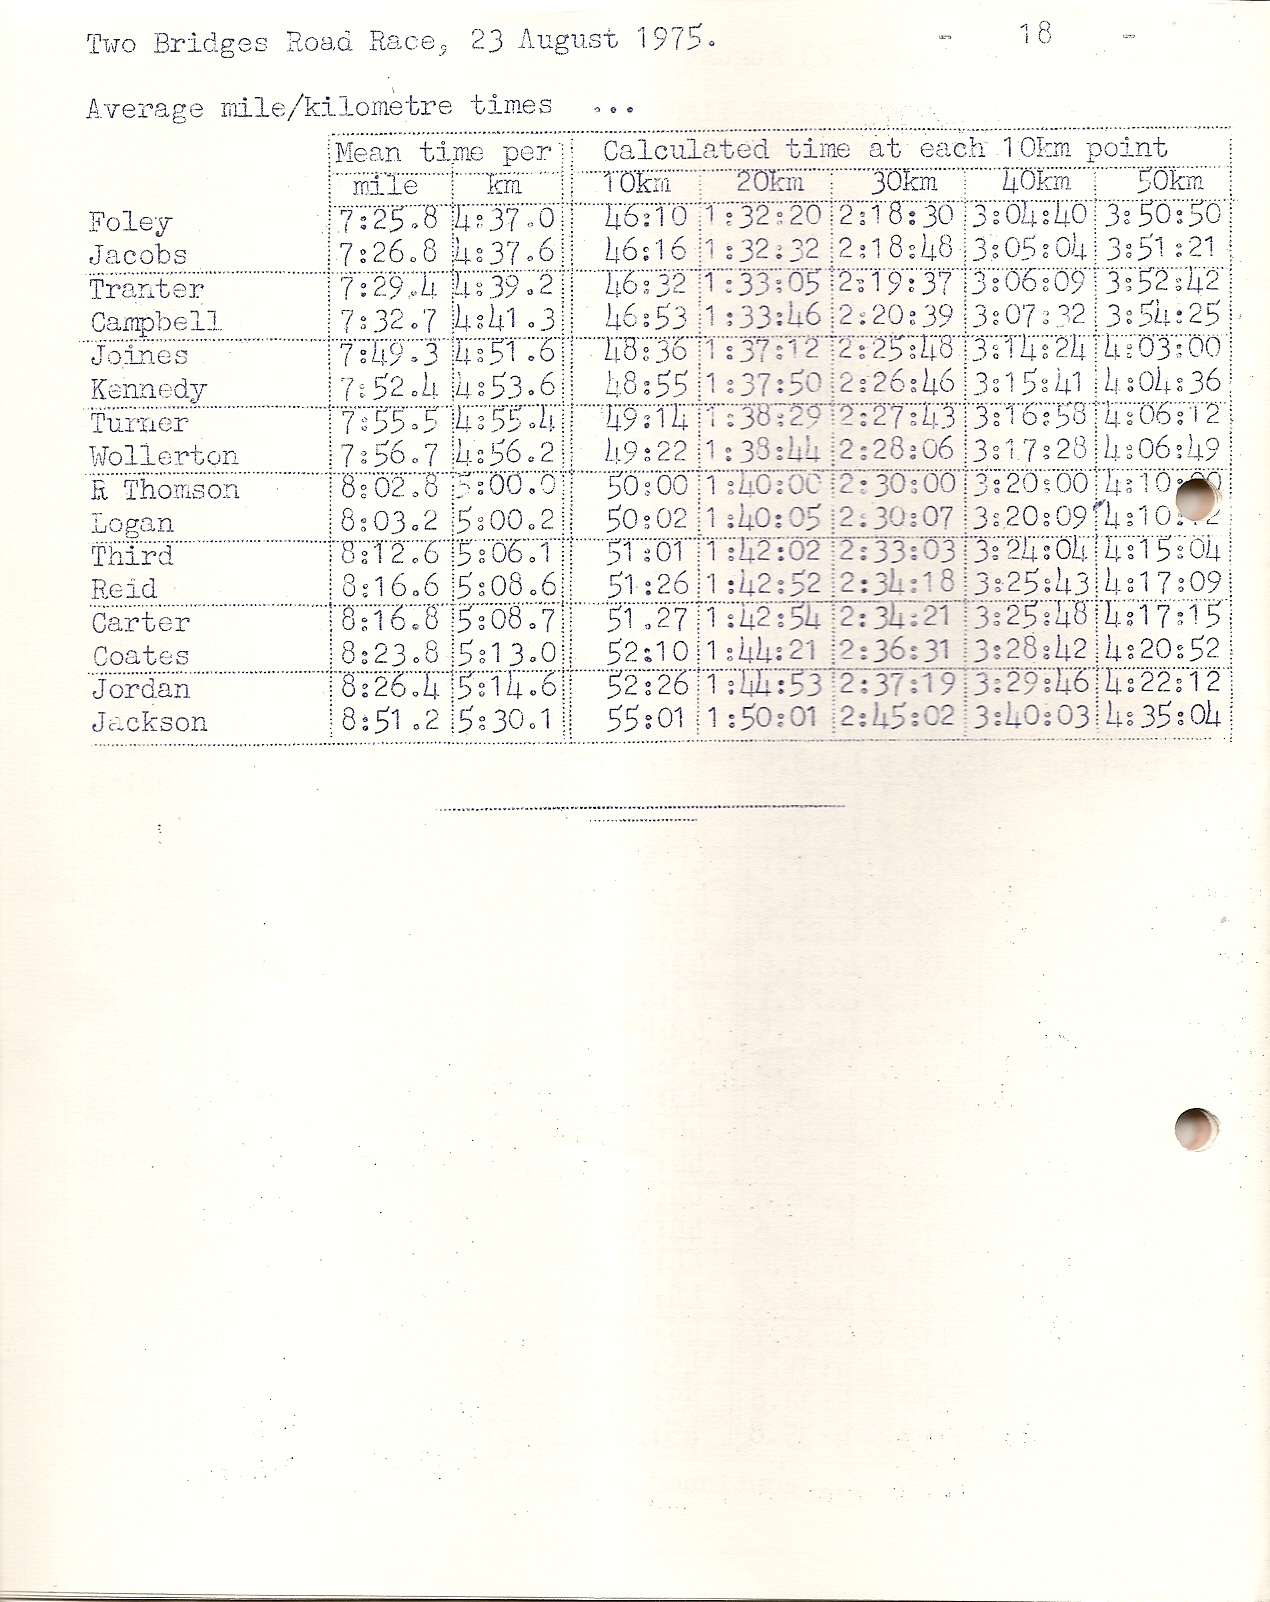 Two Bridges Road Race, 23 August 1975. - 18 -
Average mile/kilometre times ...
Mean time per Calculated time at each 10km point
mile km 10km 20km 30km 40km 50km
Foley 7:25.8 4:37.0 46:10 1:32:20 2:18:30 3:04:40 3:50:50
Jacobs 7:26.8 4:37.6 46:16 1:32:32 2:18:48 3:05:04 3:51:21
Tranter 7:29.4 4:39.2 46:32 1:33:05 2:19:37 3:06:09 3:52:42
Campbell 7:32.7 4:41.3 46:53 1:33:46 2:20:39 3:07:32 3:54:25
Joines 7:49.3 4:51.6 48:36 1:37:12 2:25:48 3:14:24 4:03:00
Kennedy 7:52.4 4:53.6 48:55 1:37:50 2:26:46 3:15:41 4:04:36
Turner 7:55.5 4:55.4 49:14 1:38:29 2:27:43 3:16:58 4:06:12
Wollerton 7:56.7 4:56.2 49:22 1:38:44 2:28:06 3:17:28 4:06:49
R Thomson 8:02.8 5:00.0 50:00 1:40:00 2:30:00 3:20:00
Logan 8:03.2 5:00.2 50:02 1:40:05 2:30:07 3:20:09
Third 8:12.6 5:06.1 51:01 1:42:02 2:33:03 3:24:04 4:15:04
Reid 8:16.6 5:08.6 51:26 1:42:52 2:34:18 3:25:43 4:17:09
Carter 8:16.8 5:08.7 51.27 1:42:54 2:34:21 3:25:48 4:17:15
Coates 8:23.8 5:13.0 52:10 1:44:21 2:36:31 3:28:42 4:20:52
Jordan 8:26.4 5:14.6 52:26 1:44:53 2:37:19 3:29:46 4:22:12
Jackson 8:51.2 5:30.1 55:01 1:50:01 2:45:02 3:40:03 4:35:04